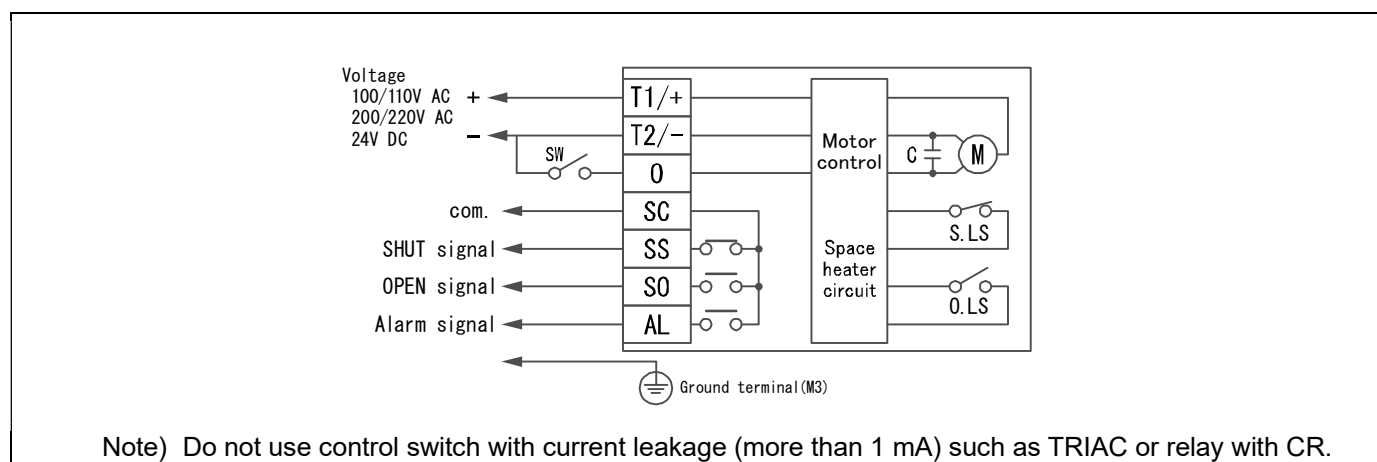 Voltage
100/110V AC +
200/220V AC
24V DC −
SW
T1/+
T2/−
O
SC
SS
SO
AL
com.
SHUT signal
OPEN signal
Alarm signal
Motor
control
Space
heater
circuit
C
M
S.LS
O.LS
Ground terminal(M3)
Note) Do not use control switch with current leakage (more than 1 mA) such as TRIAC or relay with CR.